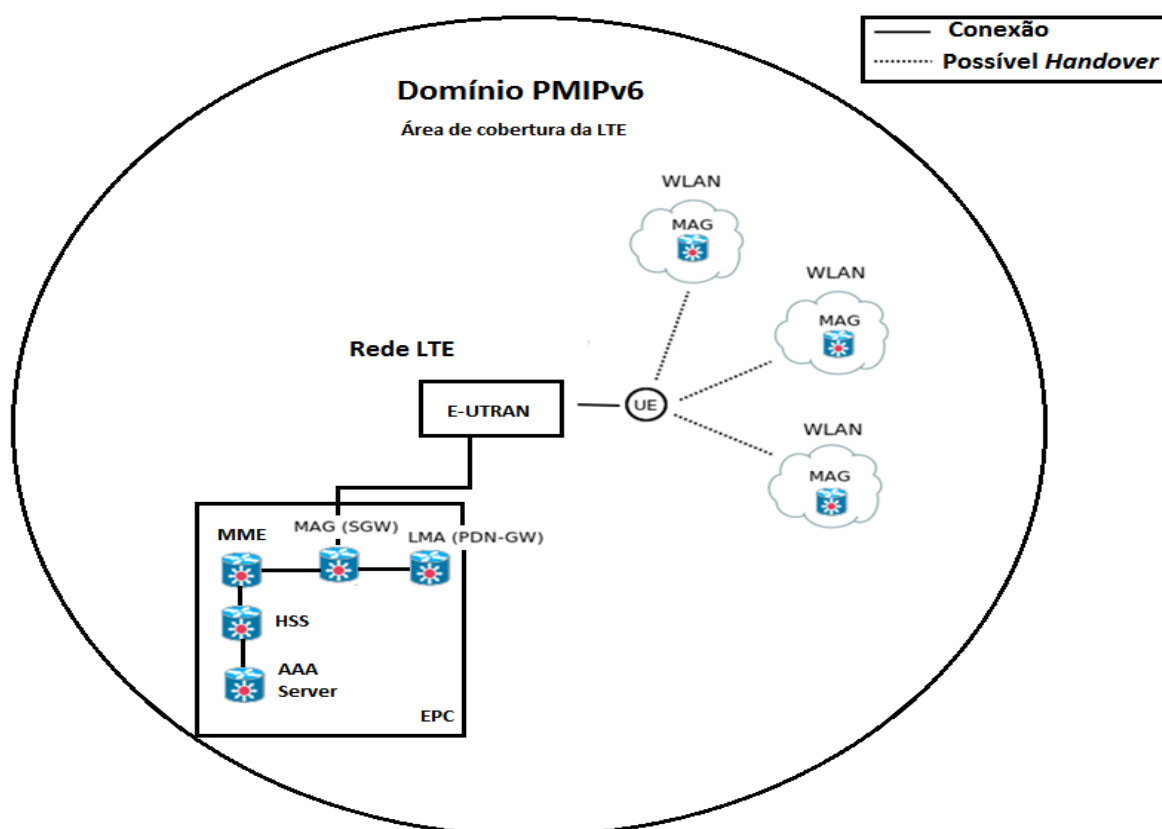 Conexão
Possível Handover
Domínio PMIPv6
Área de cobertura da LTE
WLAN
MAG
WLAN
MAG
Rede LTE
E-UTRAN
UE
WLAN
MAG
MAG (SGW)
MME
LMA (PDN-GW)
HSS
AAA
Server
EPC